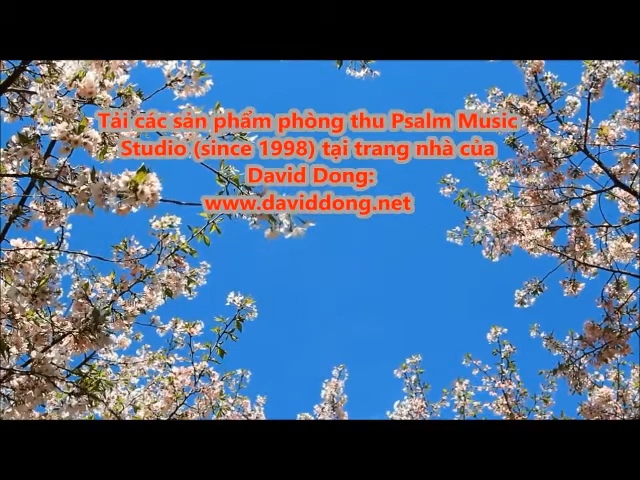 Tải các sản phẩm phòng thu Psalm Music
Studio (since 1998) tại trang nhà của
David Dong:
www.daviddong.net